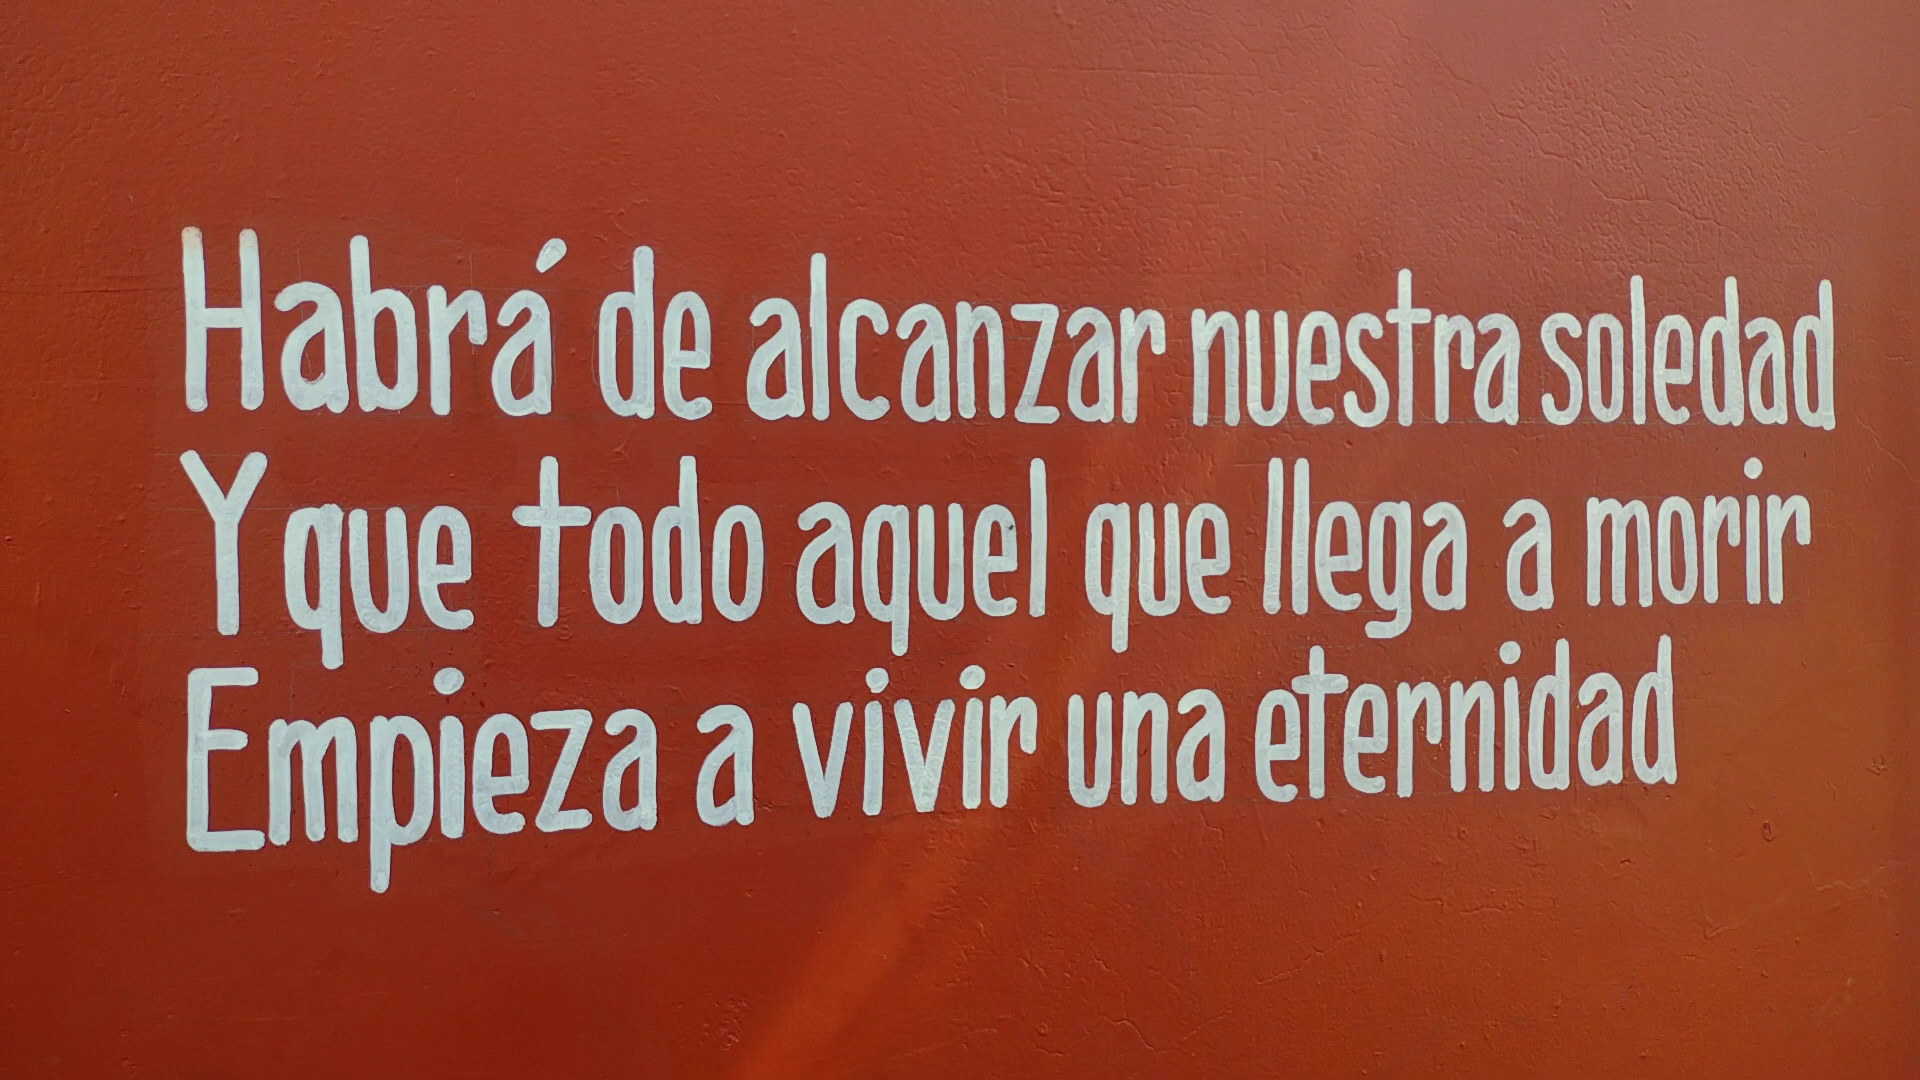 Habrá de alcanzar nuestra soledad
Y que todo aquel que llega a morir
Empieza a vivir una eternidad